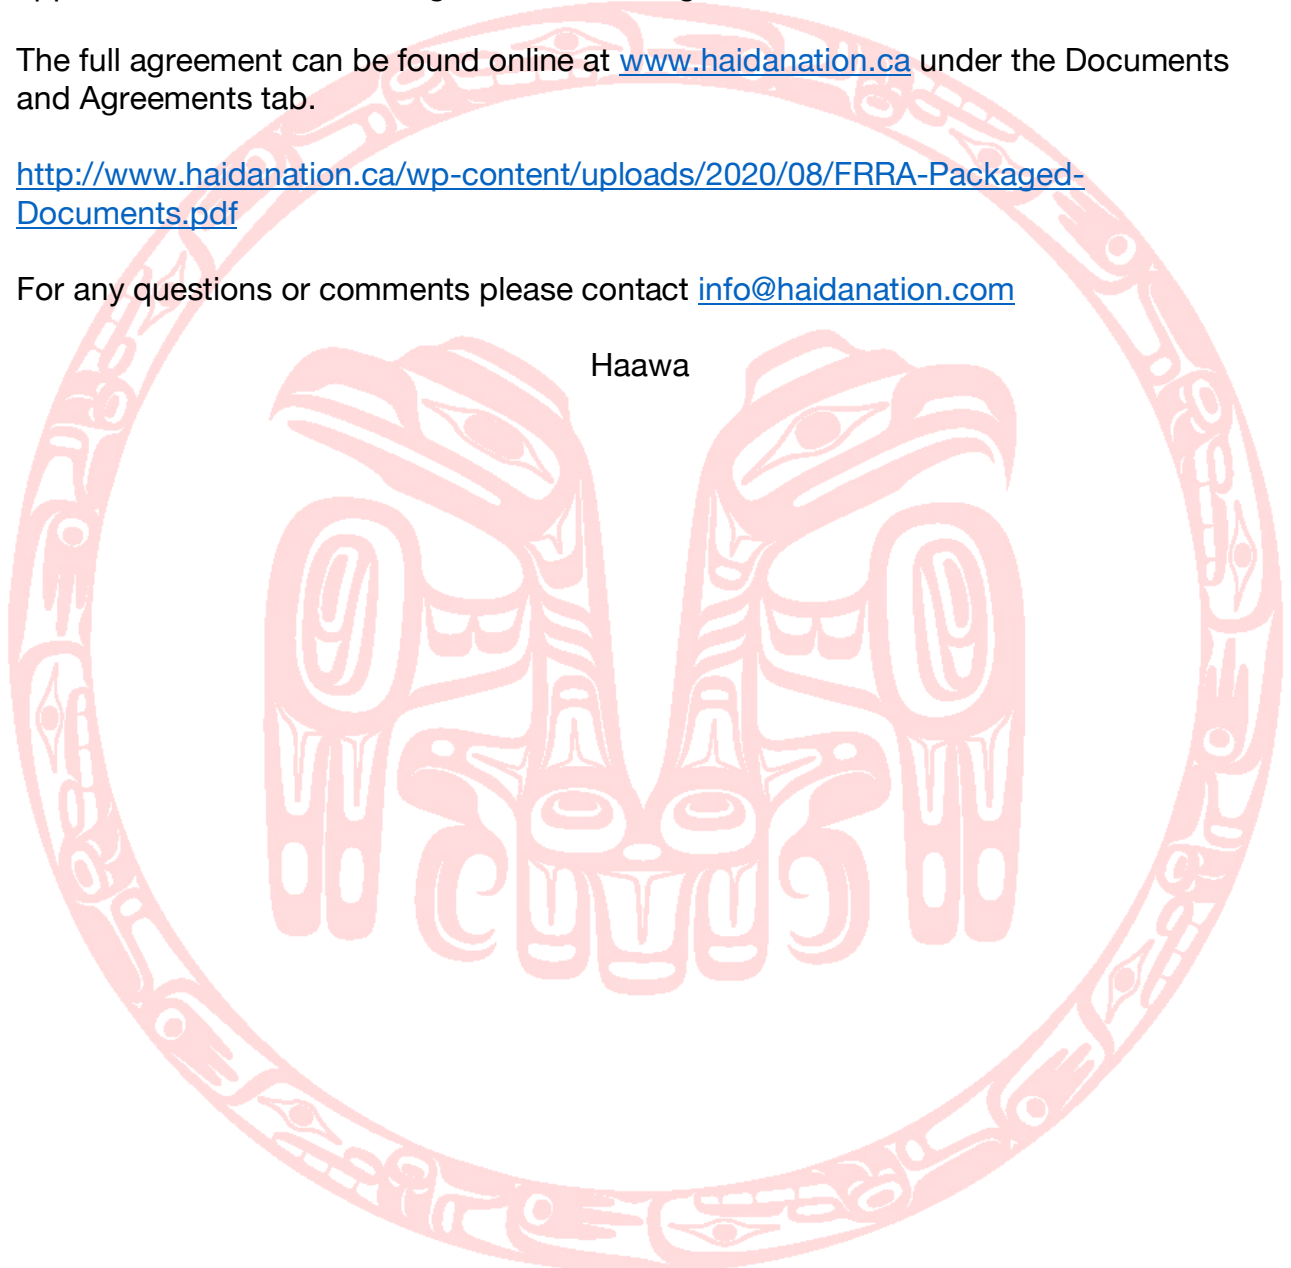 The full agreement can be found online at www.haidanation.ca under the Documents
and Agreements tab.
http://www.haidanation.ca/wp-content/uploads/2020/08/FRRA-Packaged-
Documents.pdf
For any questions or comments please contact info@haidanation.com
Haawa